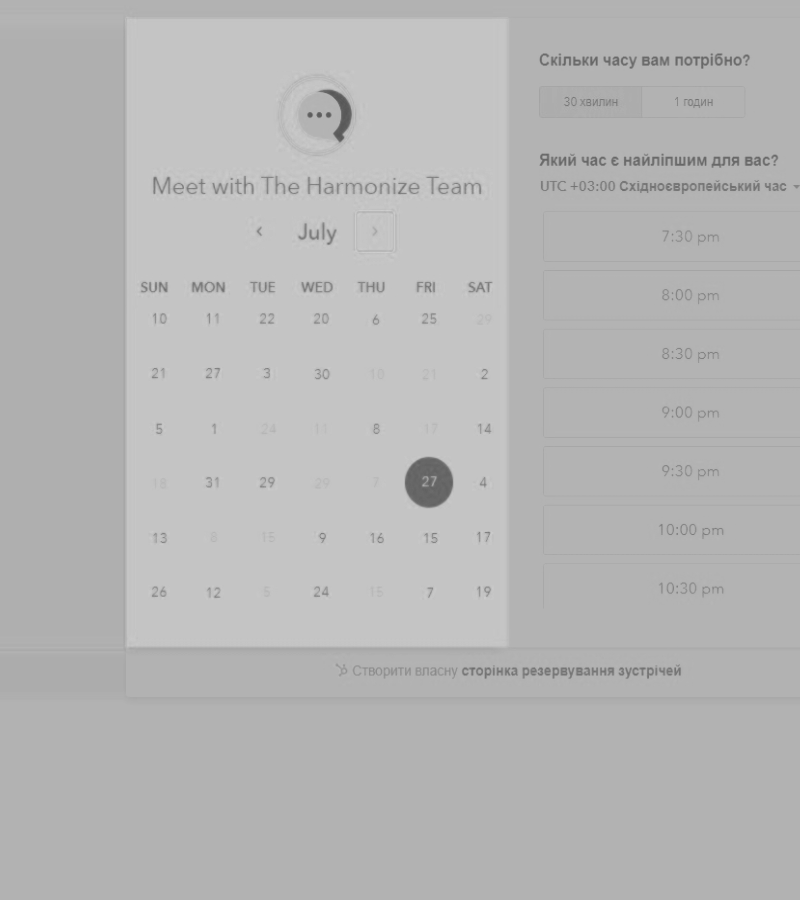 Meet with The Harmonize Team
July
SUN MON TUE WED THU FRI SAT
10 11 22 20 6 25 29
21 27 3 30 10 21 2
5 1 24 11 8 17 14
18 31 29 29 7 27 4
13 8 15 9 16 15 17
26 12 5 24 15 7 19
Скільки часу вам потрібно?
30 хвилин 1 годин
Який час є найліпшим для вас?
UTC +03:00 Східноєвропейський час
7:30 pm
8:00 pm
8:30 pm
9:00 pm
9:30 pm
10:00 pm
10:30 pm
Створити власну сторінка резервування зустрічей